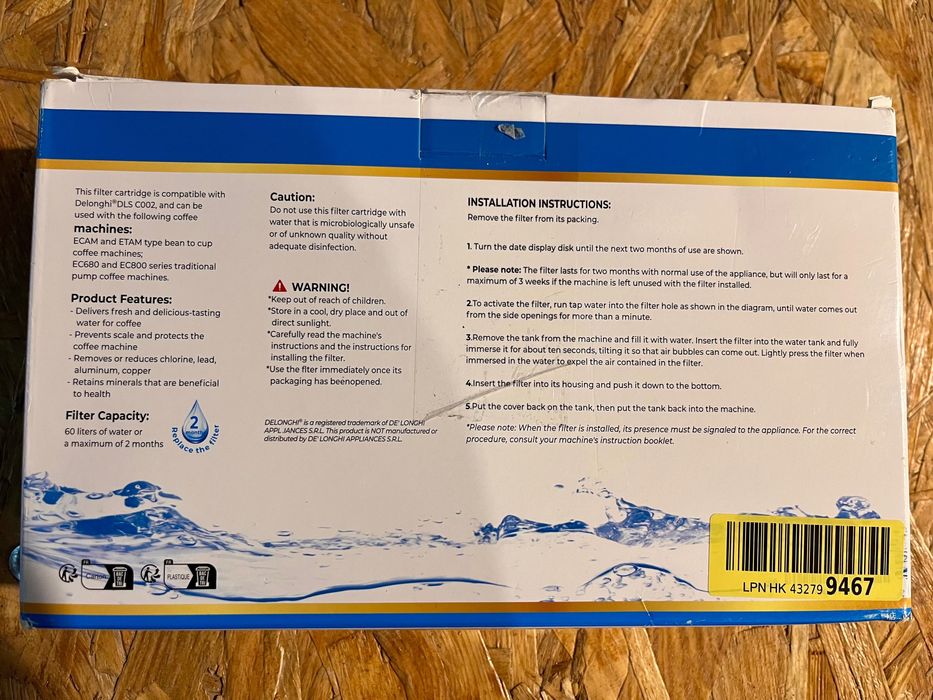 This filter cartridge is compatible with
Delonghi®DLS C002, and can be
used with the following coffee
machines:
ECAM and ETAM type bean to cup
coffee machines;
EC680 and EC800 series traditional
pump coffee machines.
Product Features:
- Delivers fresh and delicious-tasting
water for coffee
- Prevents scale and protects the
coffee machine
- Removes or reduces chlorine, lead,
aluminum, copper
- Retains minerals that are beneficial
to health
Filter Capacity:
60 liters of water or
a maximum of 2 months
2
months
Replace the filter
Caution:
Do not use this filter cartridge with
water that is microbiologically unsafe
or of unknown quality without
adequate disinfection.
WARNING!
*Keep out of reach of children.
*Store in a cool, dry place and out of
direct sunlight.
*Carefully read the machine's
instructions and the instructions for
installing the filter.
*Use the flter immediately once its
packaging has beenopened.
DELONGHI® is a registered trademark of DE' LONGHI
APPL .IANCES S.R.L. This product is NOT manufactured or
distributed by DE' LONGHI APPLIANCES S.R.L.
INSTALLATION INSTRUCTIONS:
Remove the filter from its packing.
1. Turn the date display disk until the next two months of use are shown.
* Please note: The filter lasts for two months with normal use of the appliance, but will only last for a
maximum of 3 weeks if the machine is left unused with the filter installed.
2.To activate the filter, run tap water into the filter hole as shown in the diagram, until water comes out
from the side openings for more than a minute.
3.Remove the tank from the machine and fill it with water. Insert the filter into the water tank and fully
immerse it for about ten seconds, tilting it so that air bubbles can come out. Lightly press the filter when
immersed in the water to expel the air contained in the filter.
4.Insert the filter into its housing and push it down to the bottom.
5.Put the cover back on the tank, then put the tank back into the machine.
*Please note: When the filter is installed, its presence must be signaled to the appliance. For the correct
procedure, consult your machine's instruction booklet.
Carton
PLASTIQUE
LPN HK 43279 9467